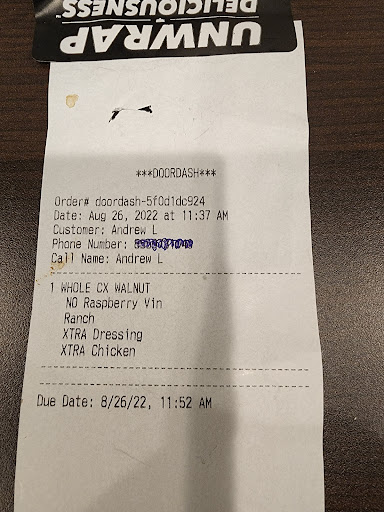 UNWRAP
DELICIOUSNESS™
***DOORDASH***
Order# doordash-5f0d1dc924
Date: Aug 26, 2022 at 11:37 AM
Customer: Andrew L
Phone Number:
Call Name: Andrew L
1 WHOLE CX WALNUT
NO Raspberry Vin
Ranch
XTRA Dressing
XTRA Chicken
Due Date: 8/26/22, 11:52 AM